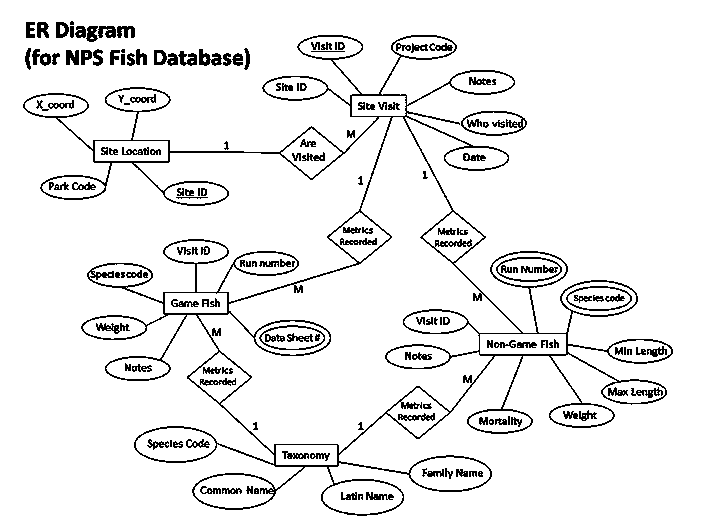 ER Diagram
(for NPS Fish Database)
Visit ID
Project Code
Site ID
Notes
Site Visit
Who visited
Date
X_coord
Y_coord
Site Location
1
Are
Visited
M
Park Code
Site ID
1
1
Metrics
Recorded
Metrics
Recorded
Visit ID
Run number
Species code
M
Game Fish
Weight
M
Data Sheet #
Notes
Run Number
Species code
M
Visit ID
Non-Game Fish
Notes
Min Length
Max Length
M
Mortality
Weight
Metrics
Recorded
Metrics
Recorded
1
1
Species Code
Taxonomy
Family Name
Common Name
Latin Name